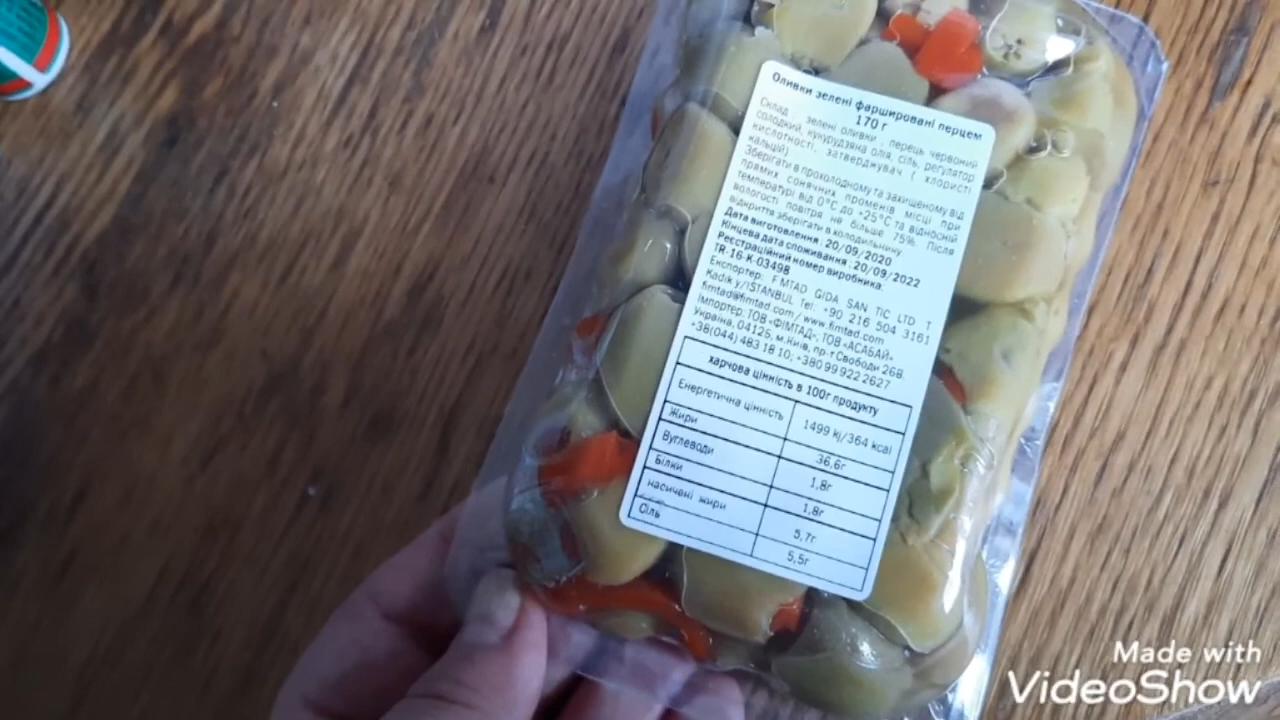 Оливки зелені фаршировані перцем
170 г
Склад : зелені оливки , перець червоний
солодкий, кукурудзяна олія, сіль, регулятор
кислотності, затверджувач ( хлористі
кальцій)
Зберігати в прохолодному та захищеному від
прямих сонячних променів місці при
температурі від 0°С до +25°С та відносній
вологості повітря не більше 75%. Після
відкриття зберігати в холодильнику
Дата виготовлення : 20/09/2020
Кінцева дата споживання : 20/09/2022
Реєстраційний номер виробника:
TR-16-K-03498
Експортер: FIMTAD GIDA SAN TIC LTD. T
Kadik y/ISTANBUL Tel: +90 216 504 3161
fimtad@fimtad.com / www.fimtad.com
Імпортер: ТОВ «ФІМТАД», ТОВ «АСАБАЙ»
Україна, 04125, м.Київ, пр-т Свободи 26В.
+38(044) 483 18 10; +380 99 922 2627
харчова цінність в 100г продукту
Енергетична цінність 1499 kj/364 kcal
Жири 36,6г
Вуглеводи 1,8г
Білки 1,8г
насичені жири 5,7г
Сіль 5,5г
Made with
VideoShow